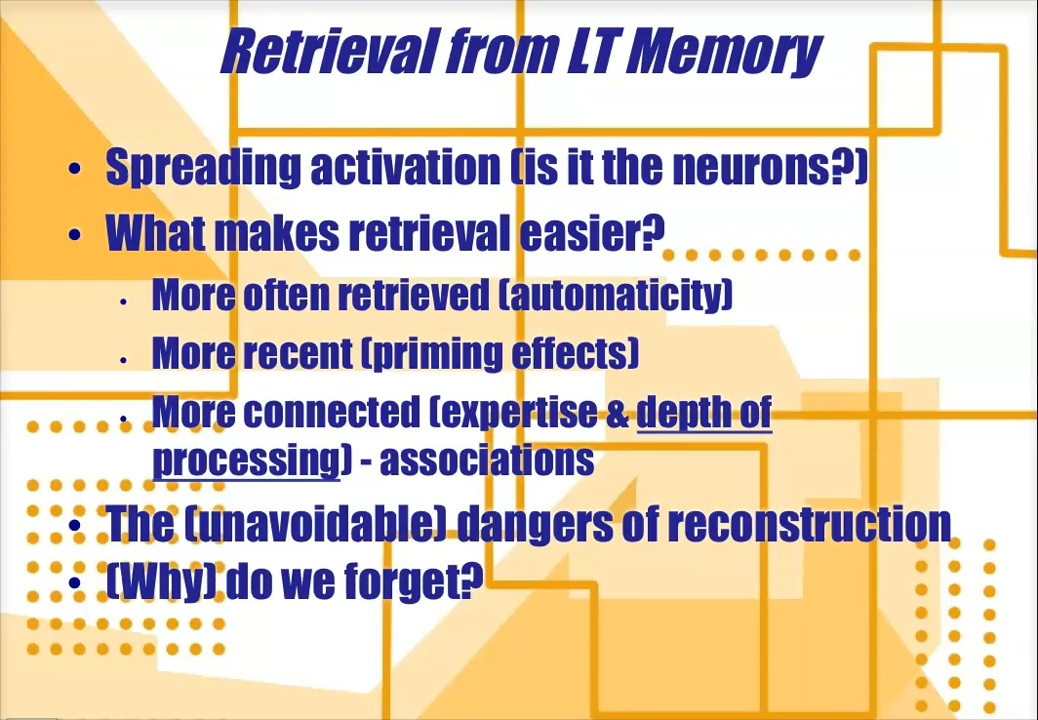 Retrieval from LT Memory
• Spreading activation (is it the neurons?)
• What makes retrieval easier?
• More often retrieved (automaticity)
• More recent (priming effects)
• More connected (expertise & depth of
processing) - associations
• The (unavoidable) dangers of reconstruction
• (Why) do we forget?